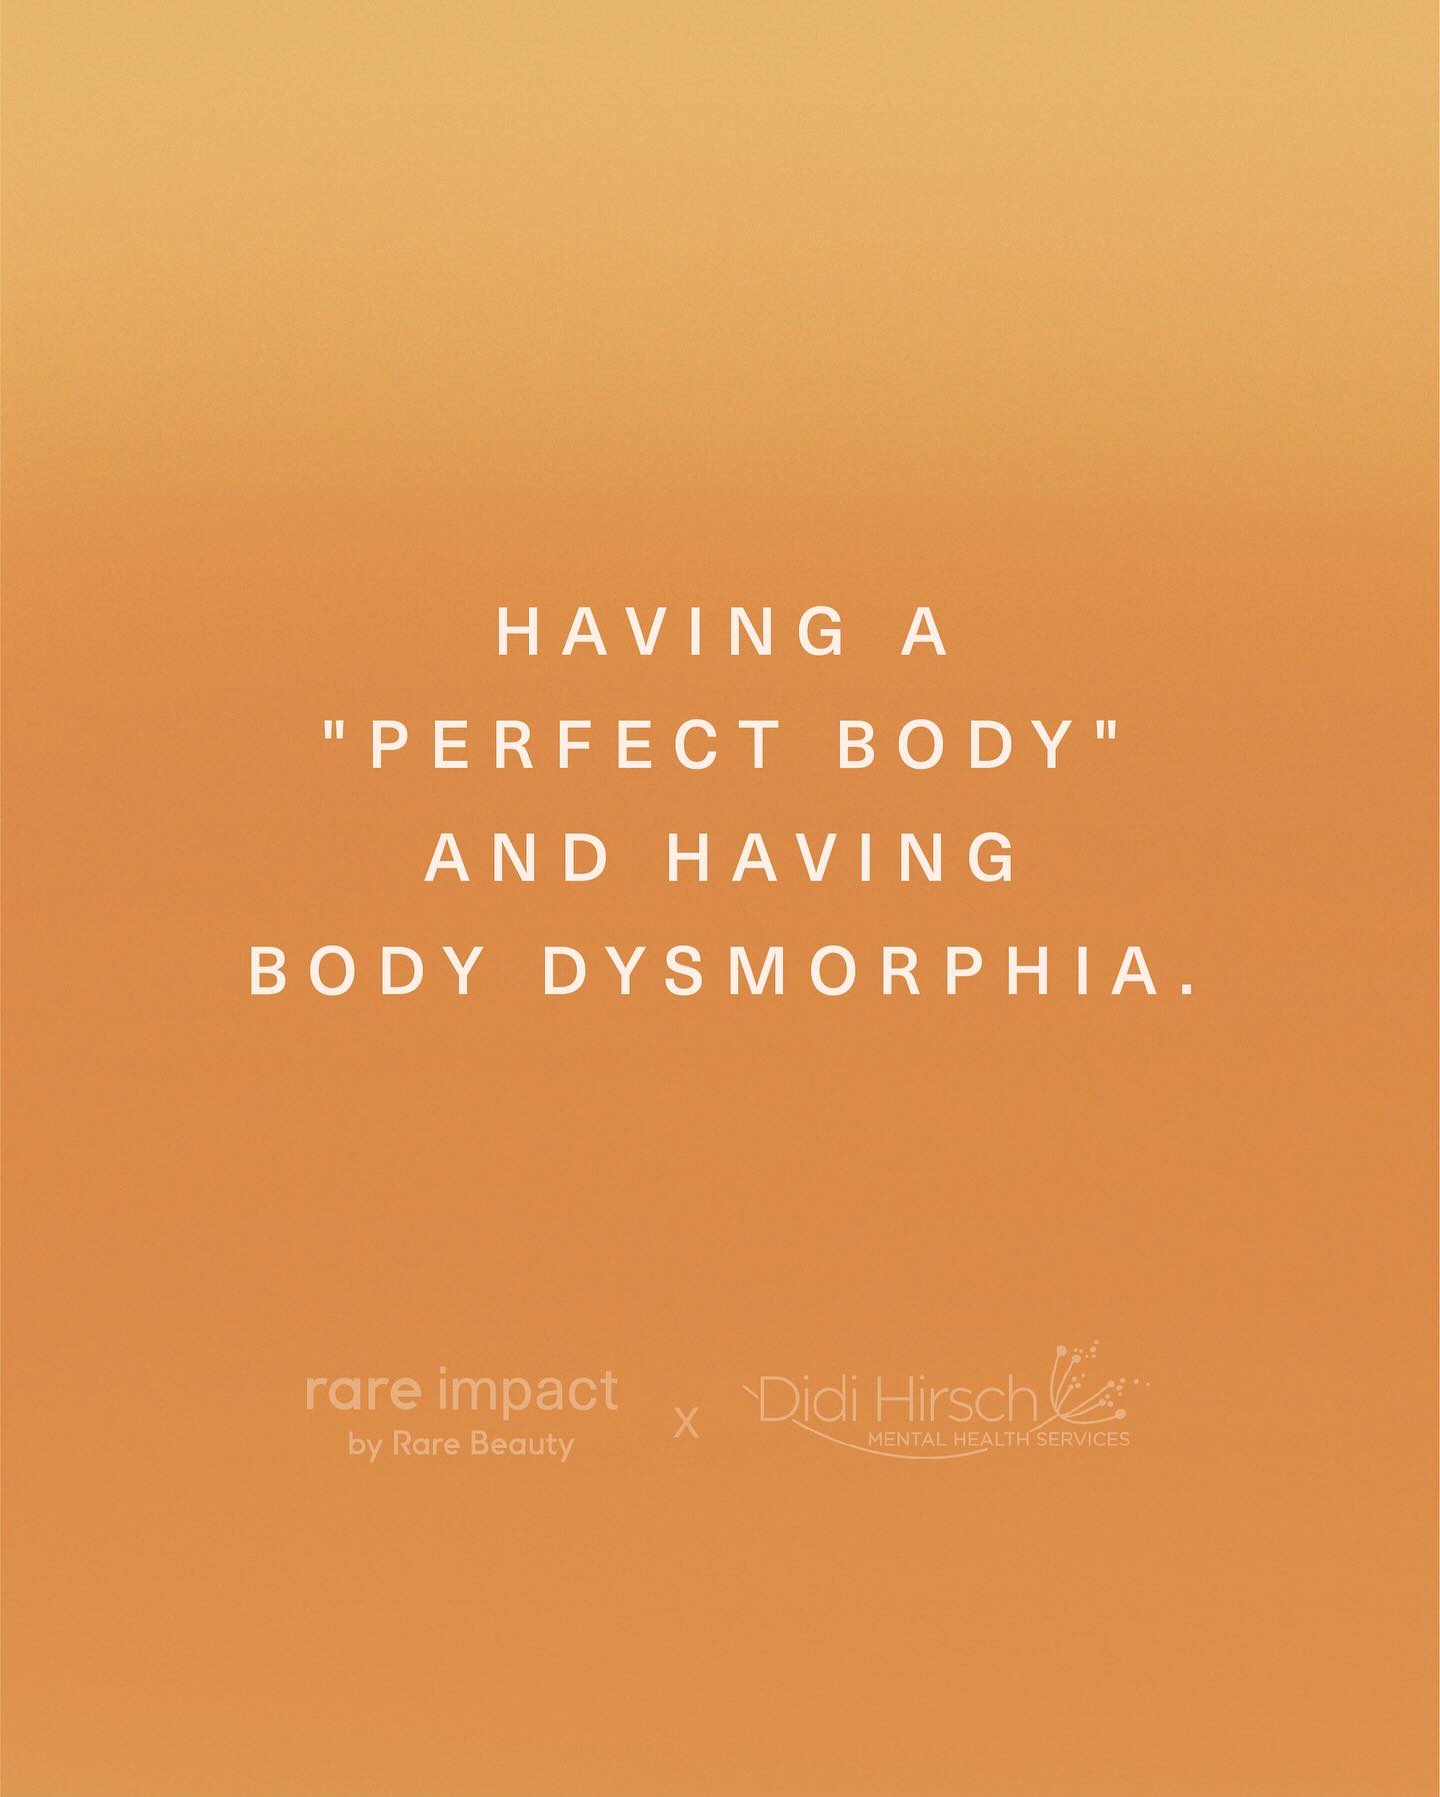 HAVING A
"PERFECT BODY"
AND HAVING
BODY DYSMORPHIA.
rare impact
by Rare Beauty
x
Didi Hirsch
MENTAL HEALTH SERVICES